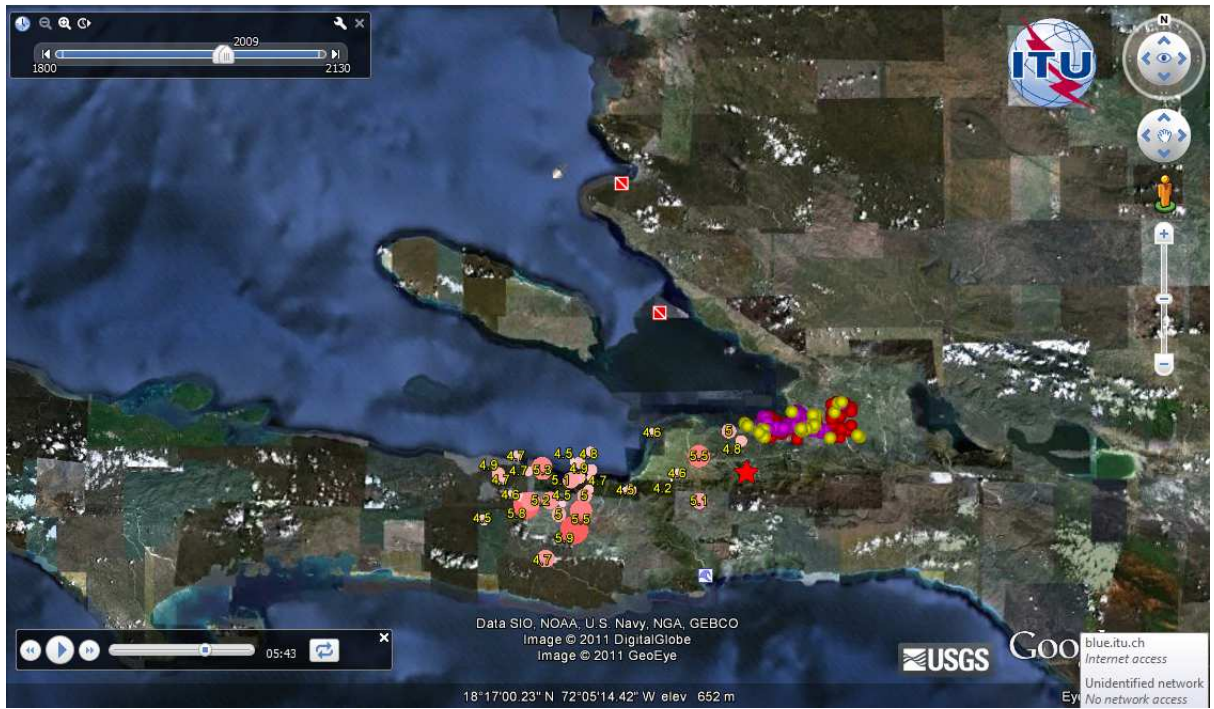 2009
1800
2130
ITU
N
4.6
5
5.5
4.8
4.7
4.5
4.8
4.9
4.7
5.3
4.9
4.7
5.1
4.7
4.6
4.2
4.5
4.6
5.2
4.5
5
5.1
4.5
5.8
5
5.5
5.9
4.7
Data SIO, NOAA, U.S. Navy, NGA, GEBCO
Image © 2011 DigitalGlobe
Image © 2011 GeoEye
05:43
USGS
Goo
blue.itu.ch
Internet access
Unidentified network
No network access
18°17'00.23" N 72°05'14.42" W elev 652 m
Ey